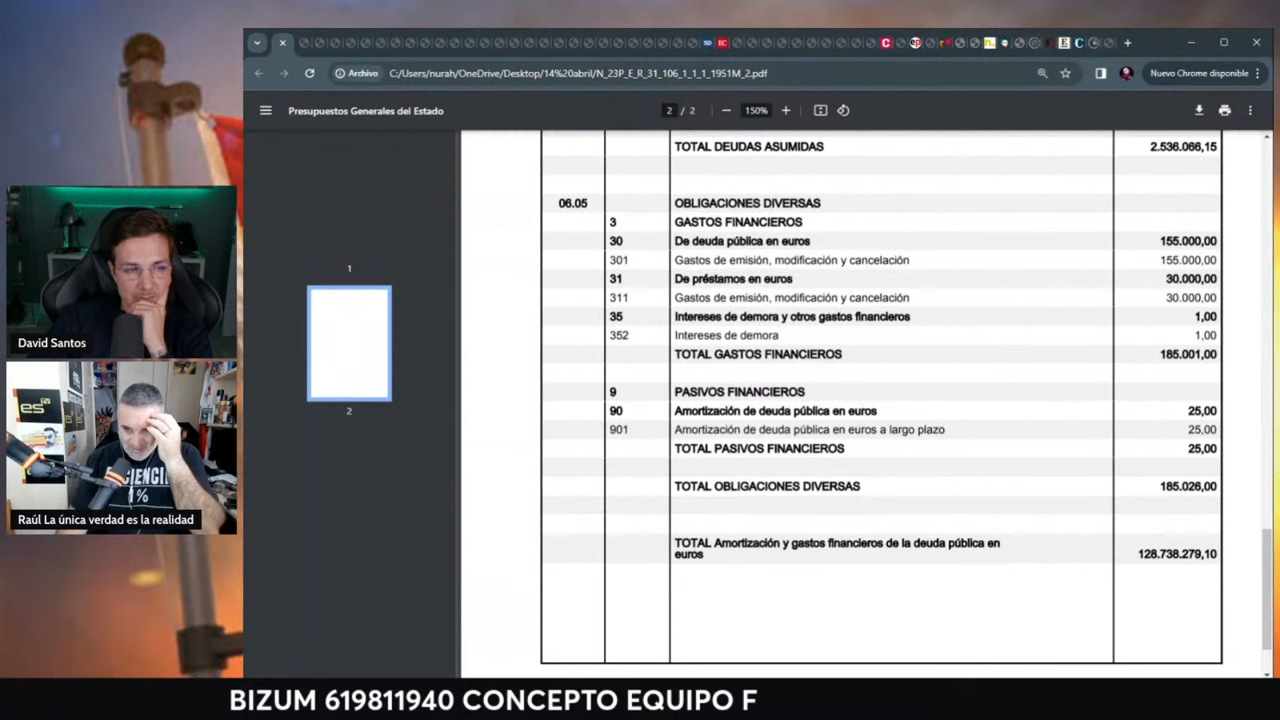 C:/Users/nurah/OneDrive/Desktop/14%20abril/N_23P_E_R_31_106_1_1_1_1951M_2.pdf
Archivo
Nuevo Chrome disponible
Presupuestos Generales del Estado
2 / 2
150%
1
2
TOTAL DEUDAS ASUMIDAS 2.536.066,15
06.05 OBLIGACIONES DIVERSAS
3 GASTOS FINANCIEROS
30 De deuda pública en euros 155.000,00
301 Gastos de emisión, modificación y cancelación 155.000,00
31 De préstamos en euros 30.000,00
311 Gastos de emisión, modificación y cancelación 30.000,00
35 Intereses de demora y otros gastos financieros 1,00
352 Intereses de demora 1,00
TOTAL GASTOS FINANCIEROS 185.001,00
9 PASIVOS FINANCIEROS
90 Amortización de deuda pública en euros 25,00
901 Amortización de deuda pública en euros a largo plazo 25,00
TOTAL PASIVOS FINANCIEROS 25,00
TOTAL OBLIGACIONES DIVERSAS 185.026,00
TOTAL Amortización y gastos financieros de la deuda pública en
euros 128.738.279,10
David Santos
esTV
1%
Raúl La única verdad es la realidad
BIZUM 619811940 CONCEPTO EQUIPO F